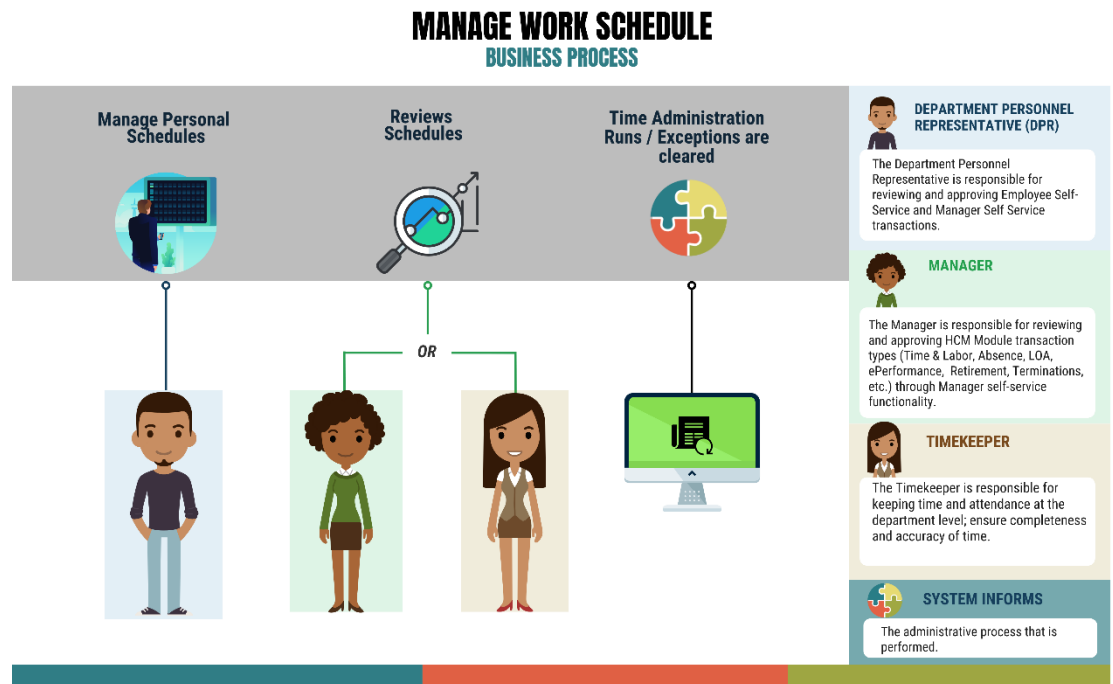 MANAGE WORK SCHEDULE
BUSINESS PROCESS
Manage Personal
Schedules
Reviews
Schedules
Time Administration
Runs / Exceptions are
cleared
OR
DEPARTMENT PERSONNEL
REPRESENTATIVE (DPR)
The Department Personnel
Representative is responsible for
reviewing and approving Employee Self-
Service and Manager Self Service
transactions.
MANAGER
The Manager is responsible for reviewing
and approving HCM Module transaction
types (Time & Labor, Absence, LOA,
ePerformance, Retirement, Terminations,
etc.) through Manager self-service
functionality.
TIMEKEEPER
The Timekeeper is responsible for
keeping time and attendance at the
department level; ensure completeness
and accuracy of time.
SYSTEM INFORMS
The administrative process that is
performed.